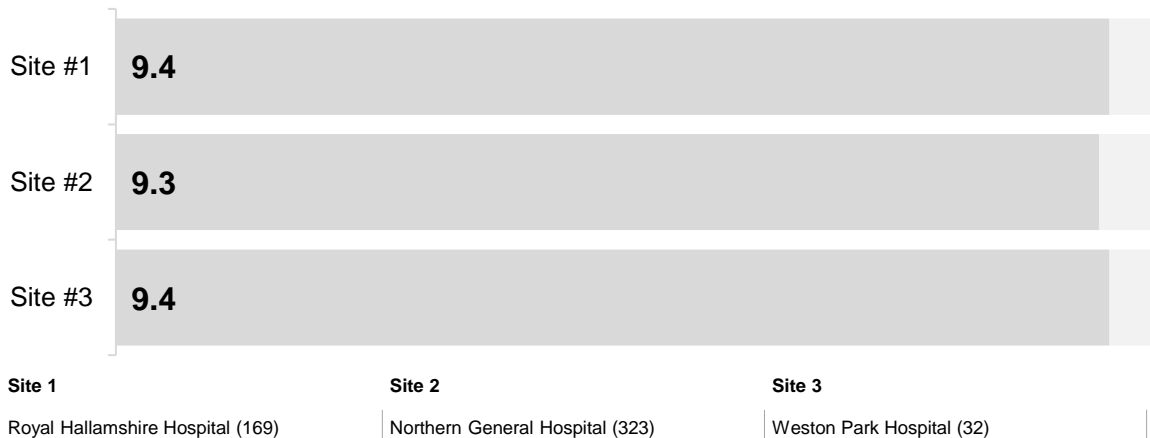 Site #1 9.4
Site #2 9.3
Site #3 9.4
Site 1 Site 2 Site 3
Royal Hallamshire Hospital (169) Northern General Hospital (323) Weston Park Hospital (32)